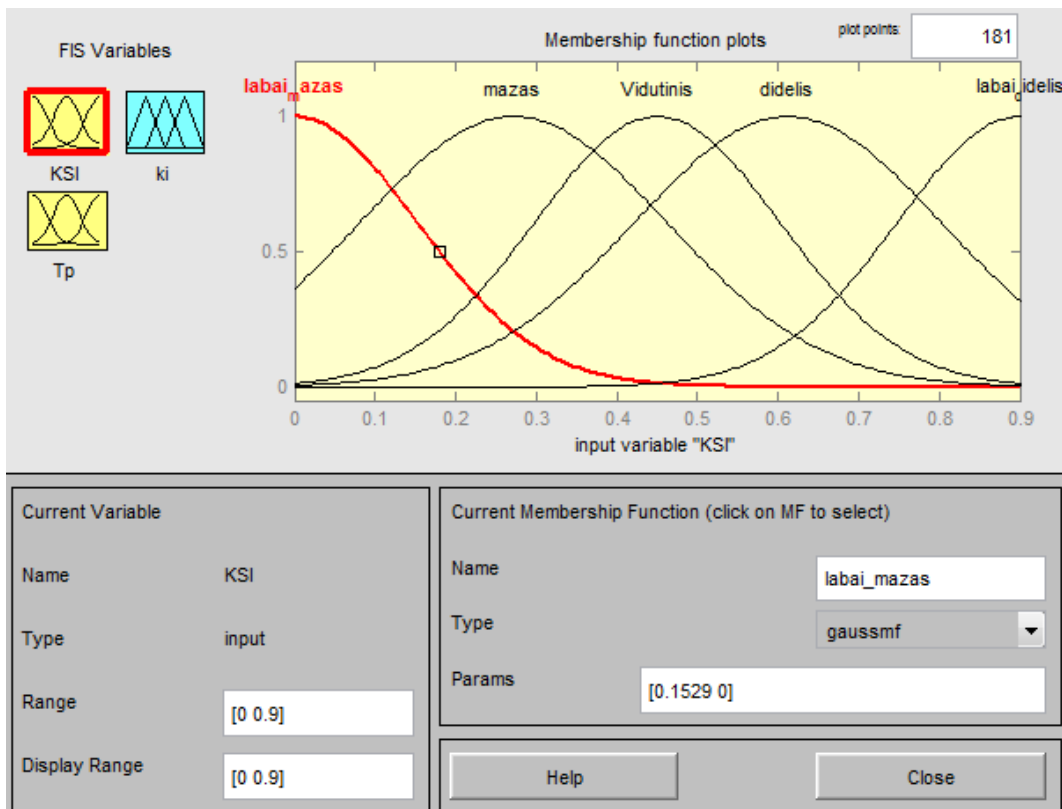 FIS Variables
KSI
ki
Tp
Membership function plots
plot points:
181
labai_mazas
mazas
Vidutinis
didelis
labai_didelis
1
0.5
0
0
0.1
0.2
0.3
0.4
0.5
0.6
0.7
0.8
0.9
input variable "KSI"
Current Variable
Name
KSI
Type
input
Range
[0 0.9]
Display Range
[0 0.9]
Current Membership Function (click on MF to select)
Name
labai_mazas
Type
gaussmf
Params
[0.1529 0]
Help
Close